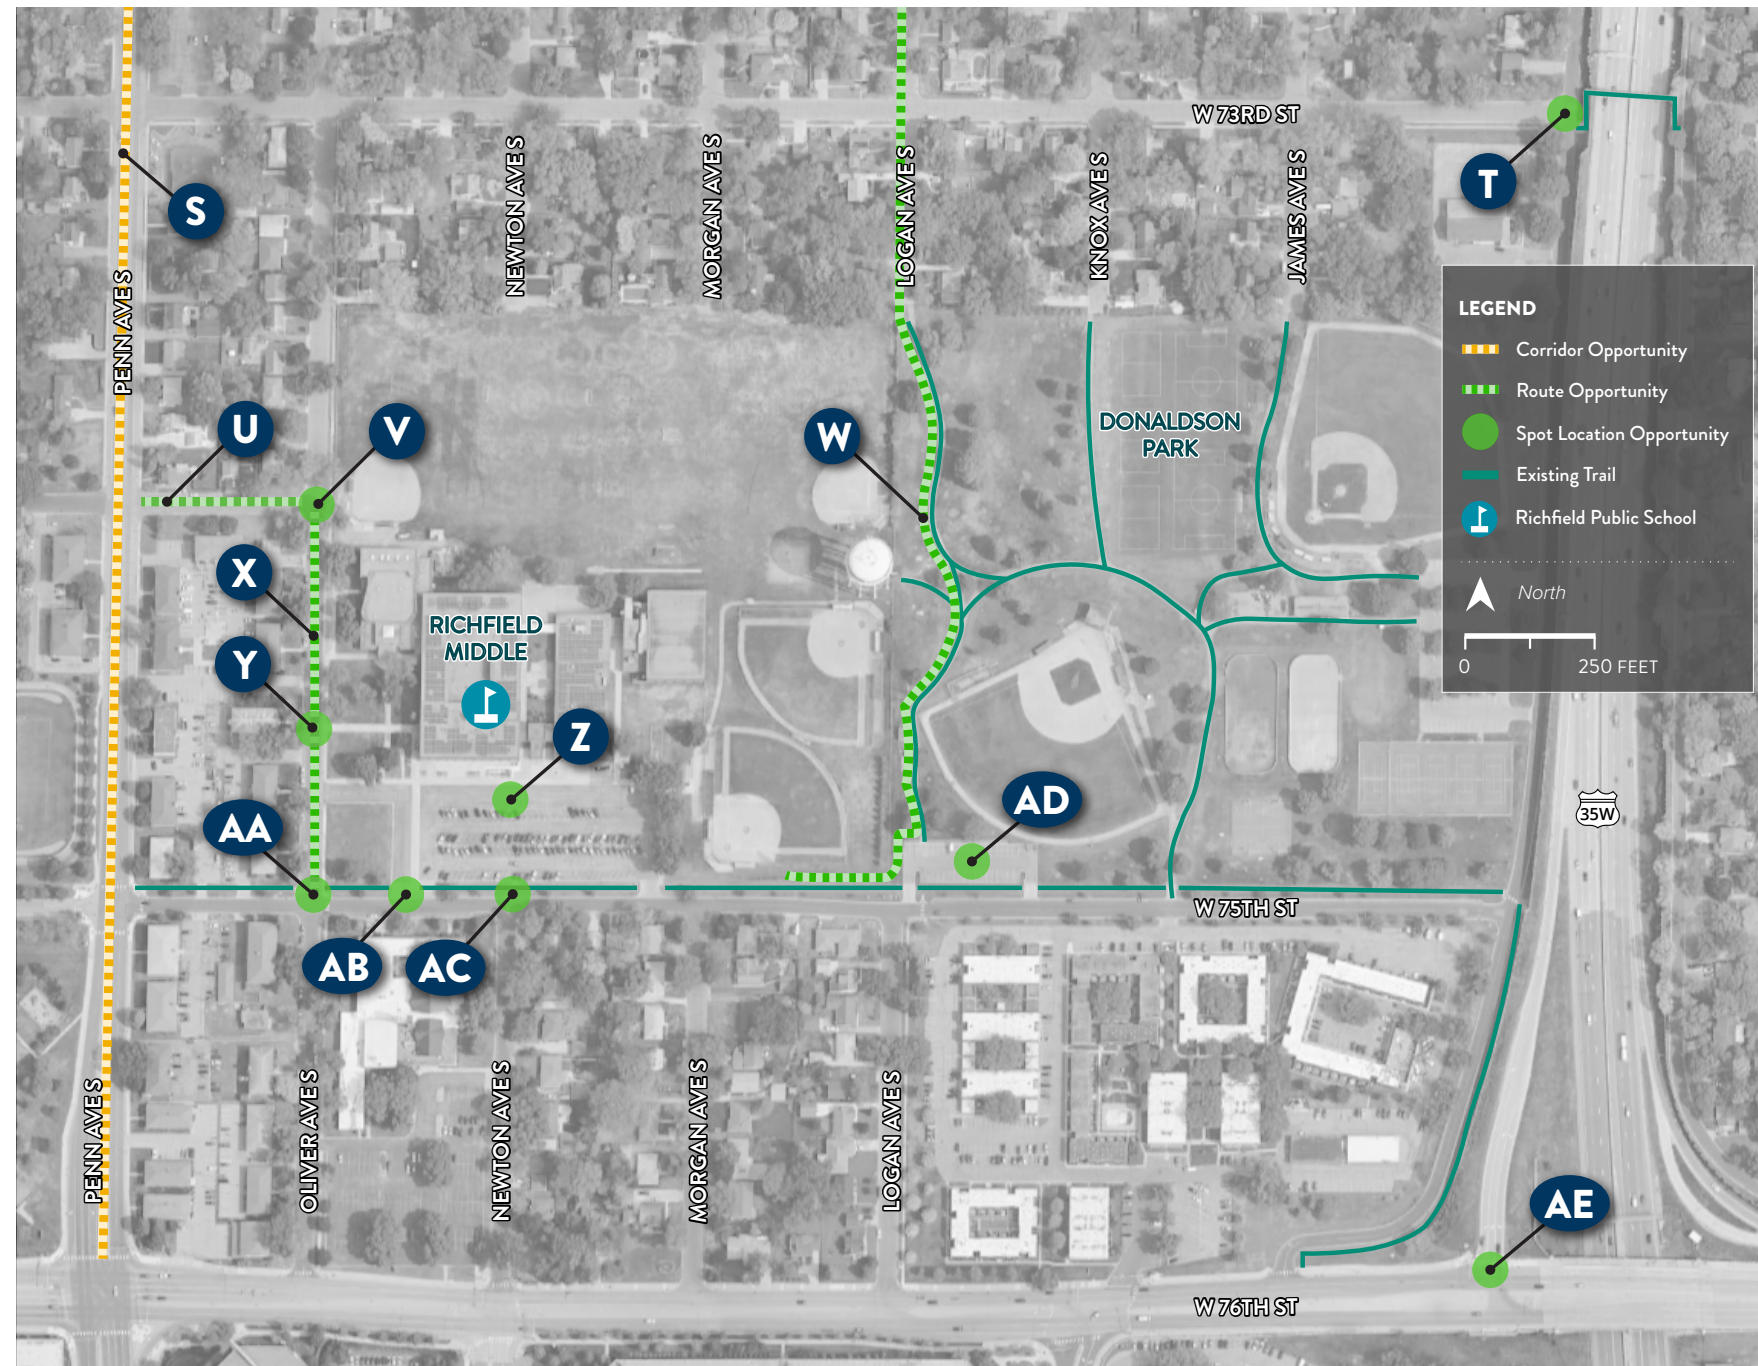 W 73RD ST
S
T
NEWTON AVE S
MORGAN AVE S
LOGAN AVE S
KNOX AVE S
JAMES AVE S
PENN AVE S
LEGEND
Corridor Opportunity
Route Opportunity
Spot Location Opportunity
Existing Trail
Richfield Public School
North
0 250 FEET
U
V
W
DONALDSON
PARK
X
RICHFIELD
MIDDLE
Y
Z
AD
35W
AA
W 75TH ST
AB
AC
PENN AVE S
OLIVER AVE S
NEWTON AVE S
MORGAN AVE S
LOGAN AVE S
AE
W 76TH ST